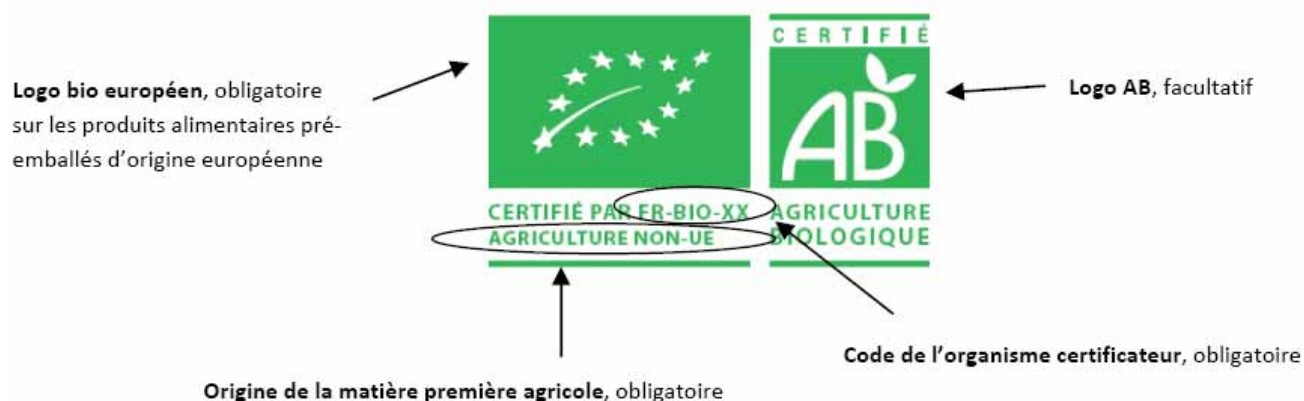 CERTIFIÉ
Logo bio européen, obligatoire
sur les produits alimentaires pré-
emballés d'origine européenne
Logo AB, facultatif
AB
CERTIFIÉ PAR FR-BIO-XX
AGRICULTURE NON-UE
AGRICULTURE
BIOLOGIQUE
Code de l'organisme certificateur, obligatoire
Origine de la matière première agricole, obligatoire